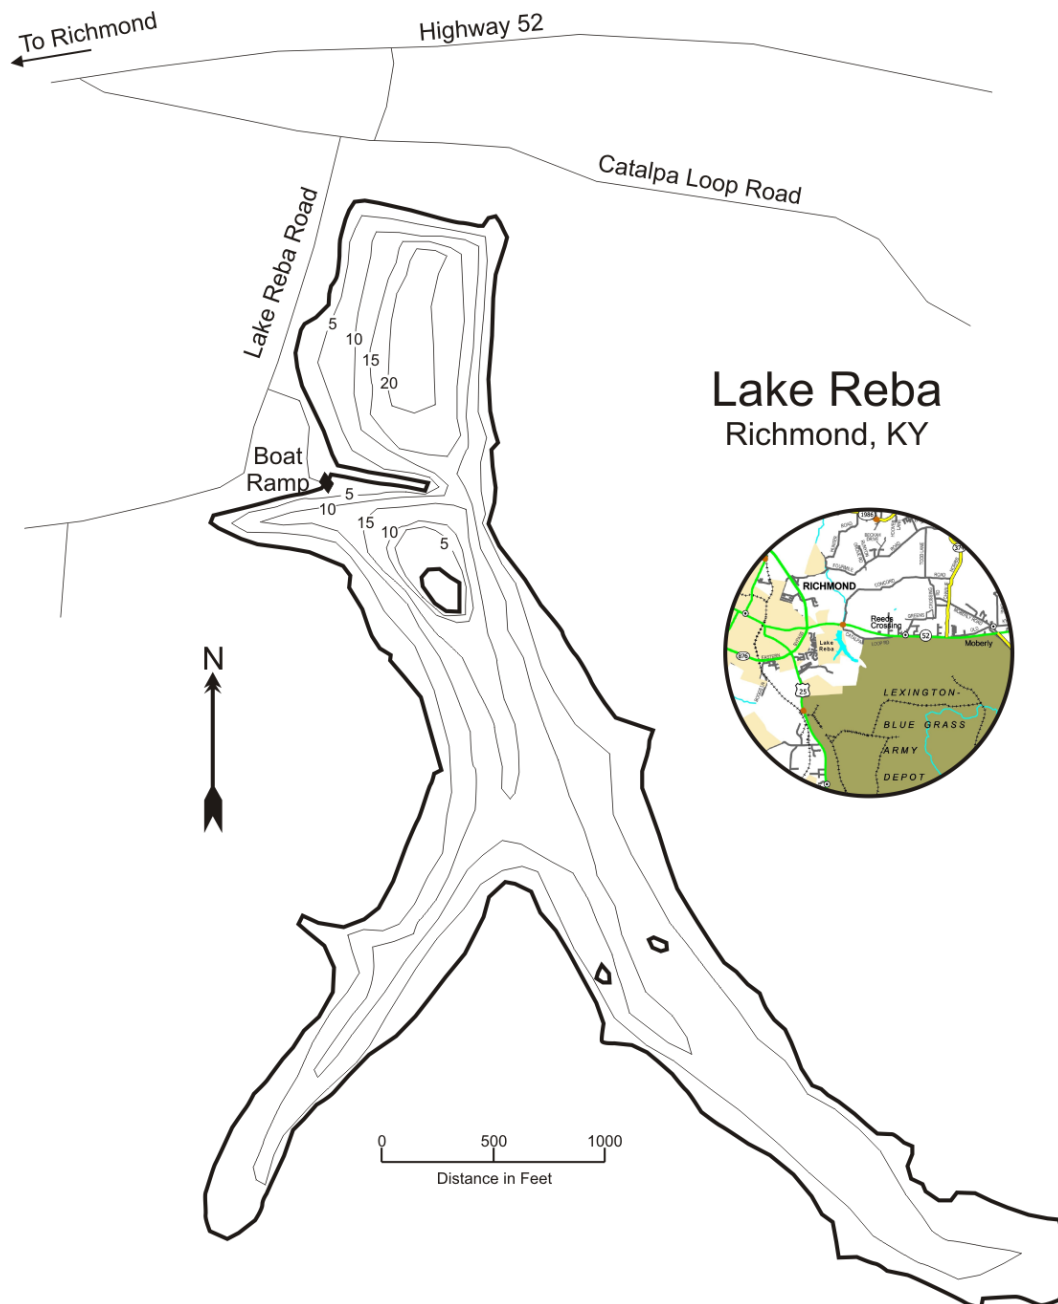 To Richmond
Highway 52
Catalpa Loop Road
Lake Reba Road
5
10
15
20
Lake Reba
Richmond, KY
Boat
Ramp
5
10
15
10
5
N
RICHMOND
Reeds
Crossing
52
Moberly
Lake
Reba
25
LEXINGTON-
BLUE GRASS
ARMY
DEPOT
0 500 1000
Distance in Feet